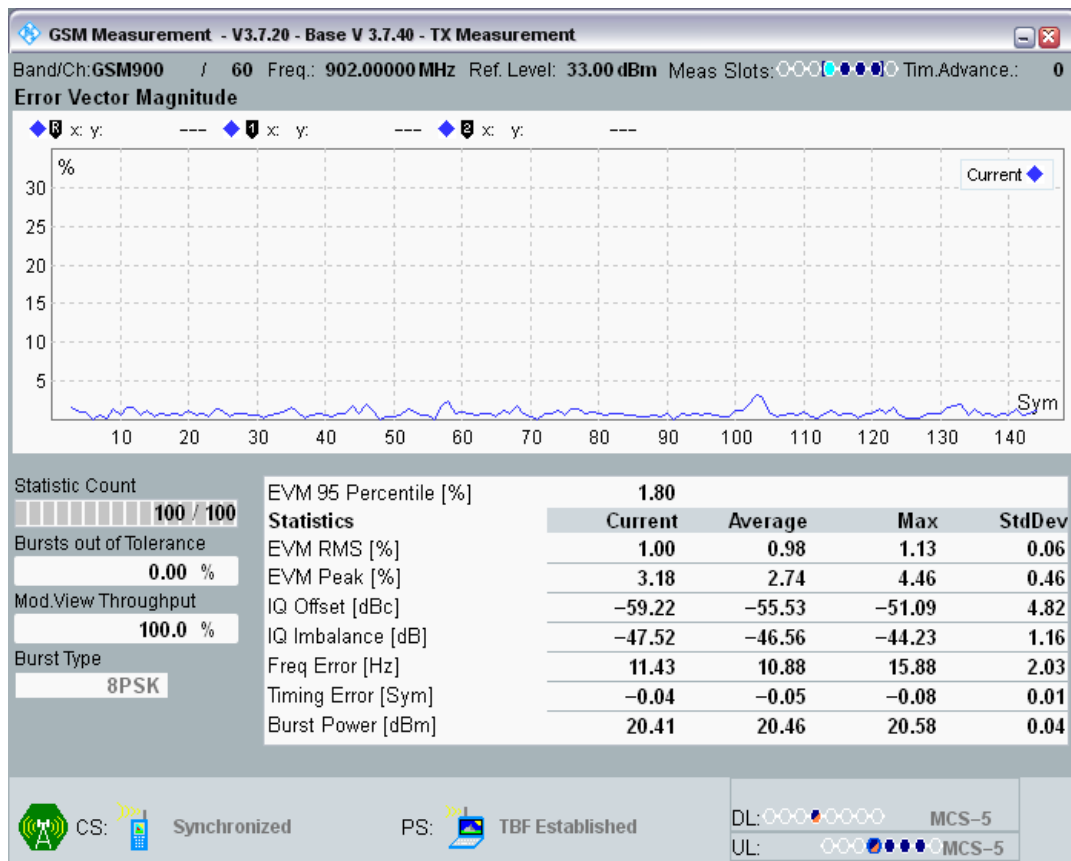 GSM Measurement - V3.7.20 - Base V 3.7.40 - TX Measurement
Band/Ch:GSM900 / 60 Freq.: 902.00000 MHz Ref. Level: 33.00 dBm Meas Slots: Tim.Advance.: 0
Error Vector Magnitude
R x: y: --- 1 x: y: --- 2 x: y: ---
%
Current
30
25
20
15
10
5
Sym
10 20 30 40 50 60 70 80 90 100 110 120 130 140
Statistic Count
100 / 100
Bursts out of Tolerance
0.00 %
Mod.View Throughput
100.0 %
Burst Type
8PSK
EVM 95 Percentile [%] 1.80
Statistics Current Average Max StdDev
EVM RMS [%] 1.00 0.98 1.13 0.06
EVM Peak [%] 3.18 2.74 4.46 0.46
IQ Offset [dBc] −59.22 −55.53 −51.09 4.82
IQ Imbalance [dB] −47.52 −46.56 −44.23 1.16
Freq Error [Hz] 11.43 10.88 15.88 2.03
Timing Error [Sym] −0.04 −0.05 −0.08 0.01
Burst Power [dBm] 20.41 20.46 20.58 0.04
CS: Synchronized PS: TBF Established
DL: MCS−5
UL: MCS−5